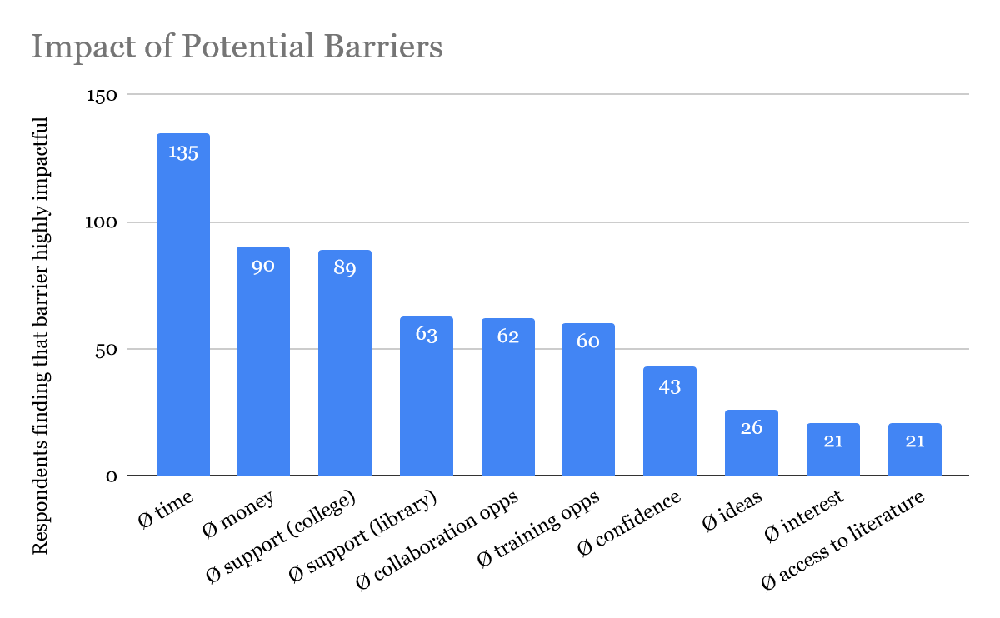 Impact of Potential Barriers
Respondents finding that barrier highly impactful
150
100
50
0
135
90
89
63
62
60
43
26
21
21
Ø time
Ø money
Ø support (college)
Ø support (library)
Ø collaboration opps
Ø training opps
Ø confidence
Ø ideas
Ø interest
Ø access to literature